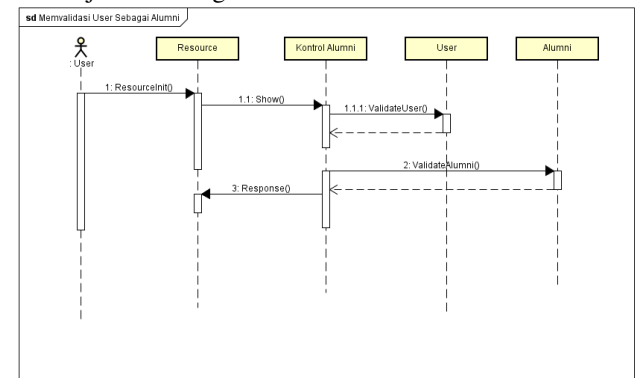 sd Memvalidasi User Sebagai Alumni
: User
Resource
Kontrol Alumni
User
Alumni
1: ResourceInit()
1.1: Show()
1.1.1: ValidateUser()
2: ValidateAlumni()
3: Response()